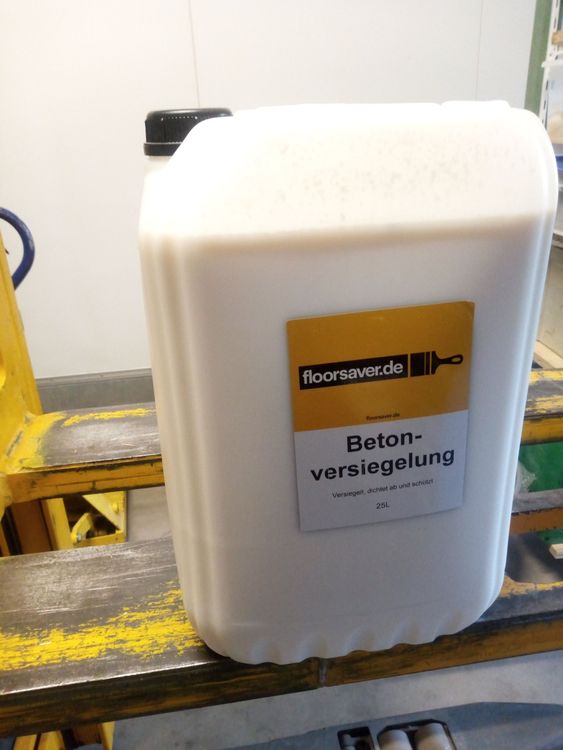 floorsaver.de
floorsaver.de
Beton-
versiegelung
Versiegelt, dichtet ab und schützt
25L